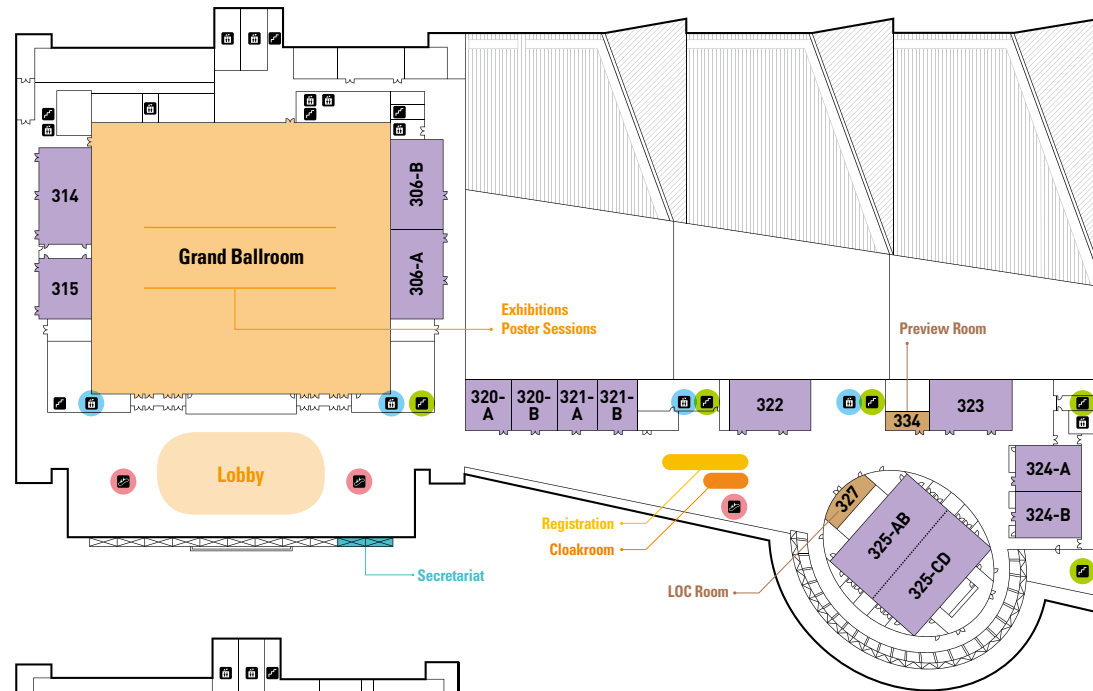 314
306-B
Grand Ballroom
315
306-A
Exhibitions
Poster Sessions
Preview Room
320-
A
320-
B
321-
A
321-
B
322
334
323
Lobby
324-A
324-B
327
325-AB
325-CD
Registration
Cloakroom
Secretariat
LOC Room